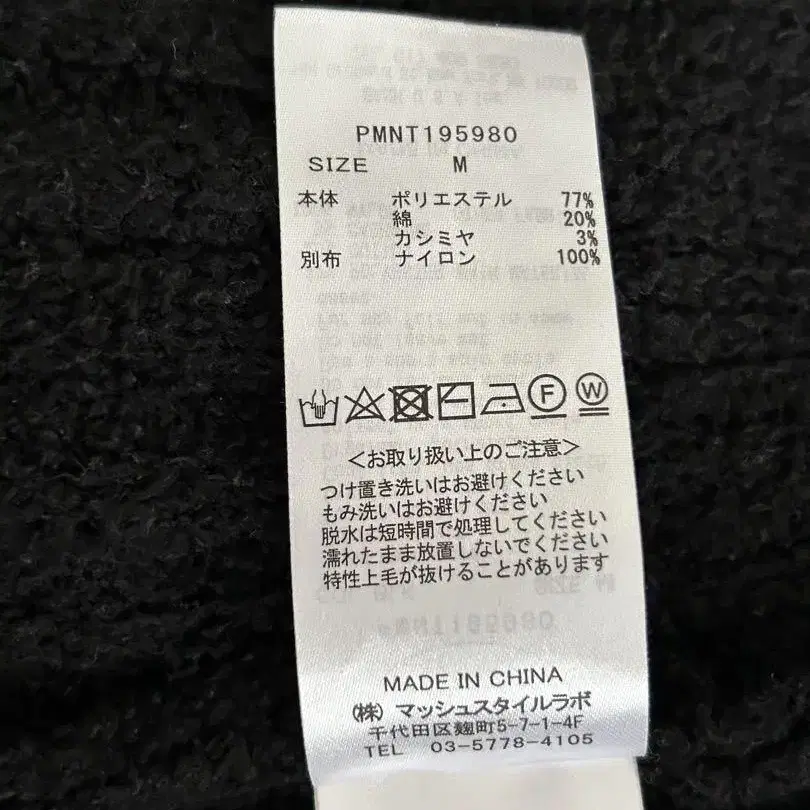 PMNT195980
SIZE M
本体 ポリエステル 77%
綿 20%
カシミヤ 3%
別布 ナイロン 100%
F W
<お取り扱い上のご注意>
つけ置き洗いはお避けください
もみ洗いはお避けください
脱水は短時間で処理してください
濡れたまま放置しないでください
特性上毛が抜けることがあります
MADE IN CHINA
(株) マッシュスタイルラボ
千代田区麹町5-7-1-4F
TEL 03-5778-4105